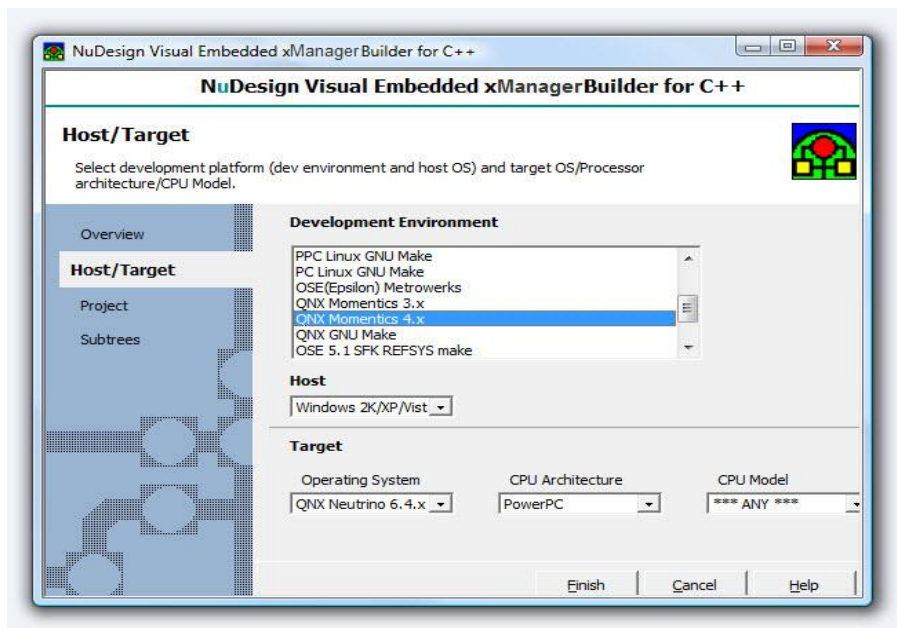 NuDesign Visual Embedded xManagerBuilder for C++
NuDesign Visual Embedded xManagerBuilder for C++
Host/Target
Select development platform (dev environment and host OS) and target OS/Processor
architecture/CPU Model.
Overview
Host/Target
Project
Subtrees
Development Environment
PPC Linux GNU Make
PC Linux GNU Make
OSE(Epsilon) Metrowerks
QNX Momentics 3.x
QNX Momentics 4.x
QNX GNU Make
OSE 5.1 SFK REFSYS make
Host
Windows 2K/XP/Vist
Target
Operating System CPU Architecture CPU Model
QNX Neutrino 6.4.x PowerPC *** ANY ***
Finish Cancel Help